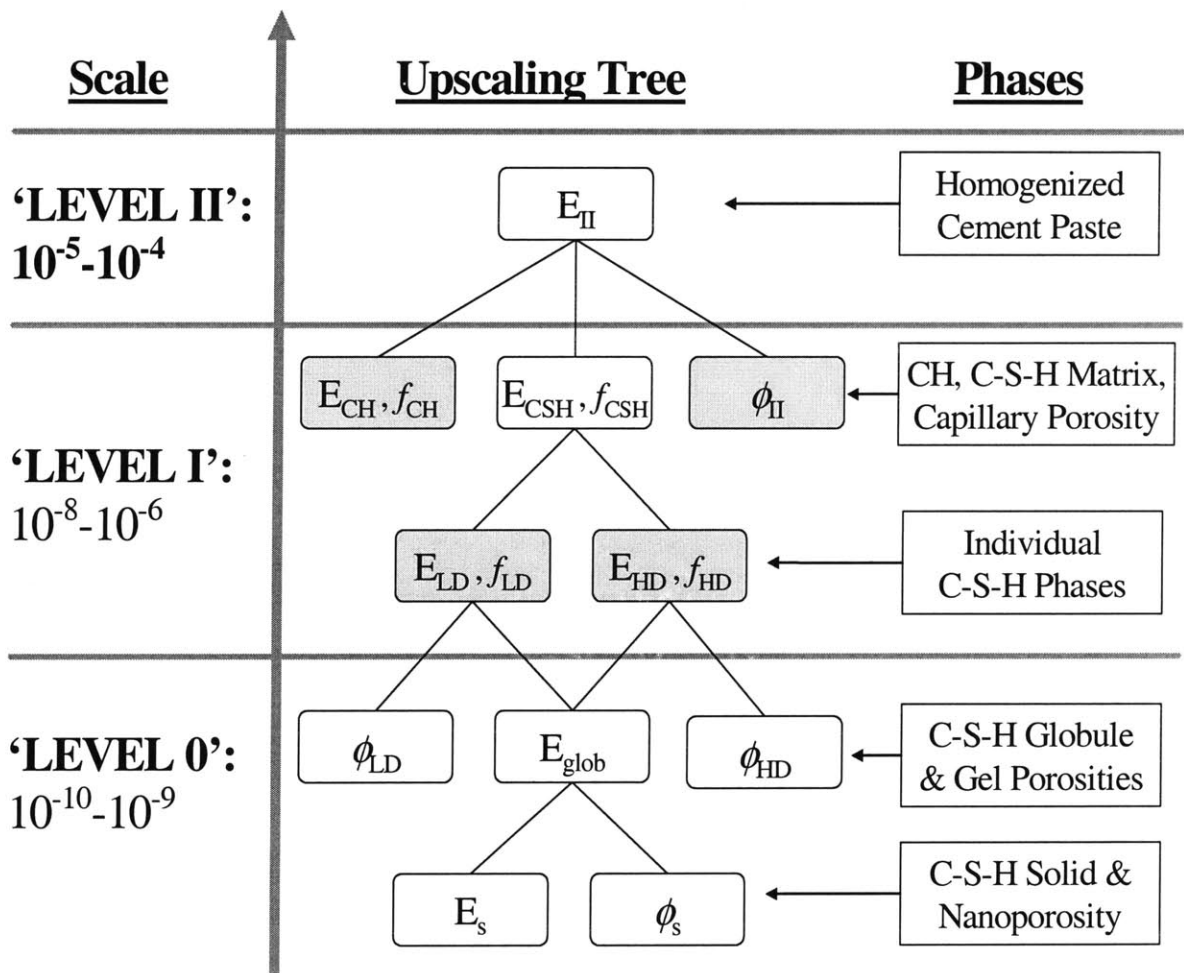 Scale Upscaling Tree Phases
‘LEVEL II’:
10⁻⁵-10⁻⁴
E_II
Homogenized
Cement Paste
E_CH, f_CH
E_CSH, f_CSH
ϕ_II
CH, C-S-H Matrix,
Capillary Porosity
‘LEVEL I’:
10⁻⁸-10⁻⁶
E_LD, f_LD
E_HD, f_HD
Individual
C-S-H Phases
‘LEVEL 0’:
10⁻¹⁰-10⁻⁹
ϕ_LD
E_glob
ϕ_HD
C-S-H Globule
& Gel Porosities
E_s
ϕ_s
C-S-H Solid &
Nanoporosity